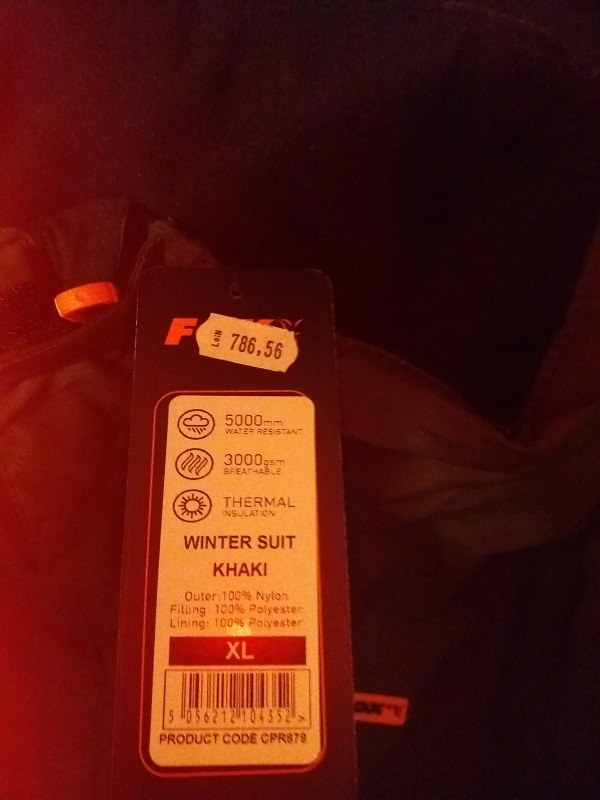 Lein 786,56
5000mm
WATER RESISTANT
3000gsm
BREATHABLE
THERMAL
INSULATION
WINTER SUIT
KHAKI
Outer:100% Nylon
Filling: 100% Polyester
Lining: 100% Polyester
XL
5 056212 104352 >
PRODUCT CODE CPR879